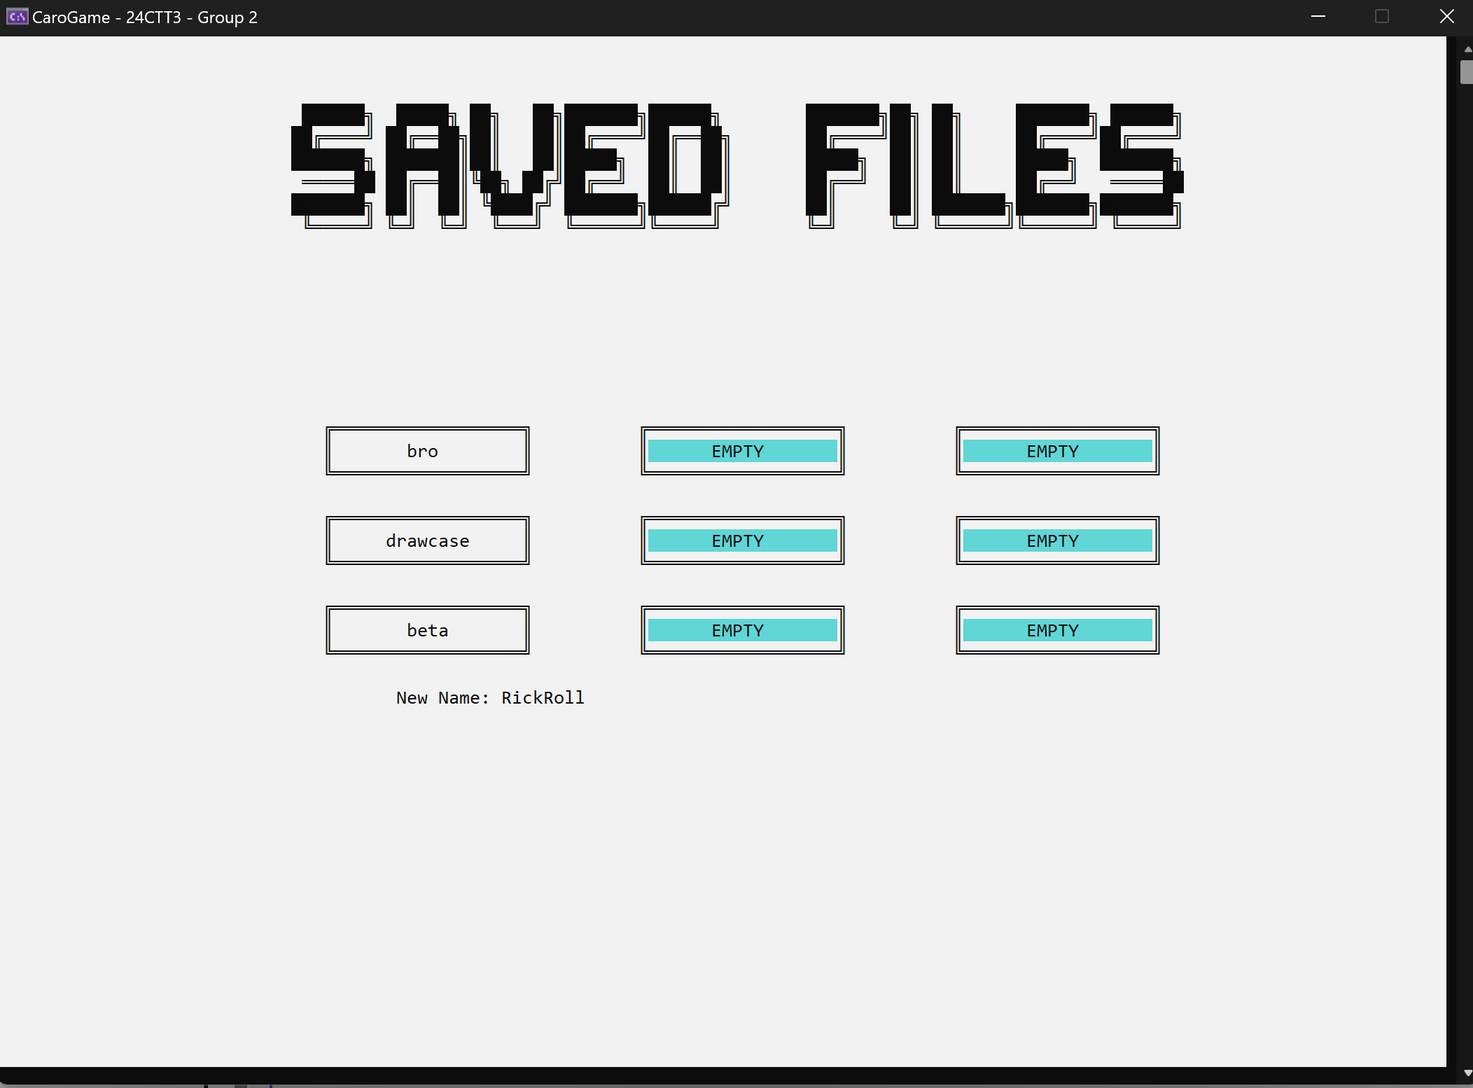 CaroGame - 24CTT3 - Group 2
SAVED FILES
bro EMPTY EMPTY
drawcase EMPTY EMPTY
beta EMPTY EMPTY
New Name: RickRoll